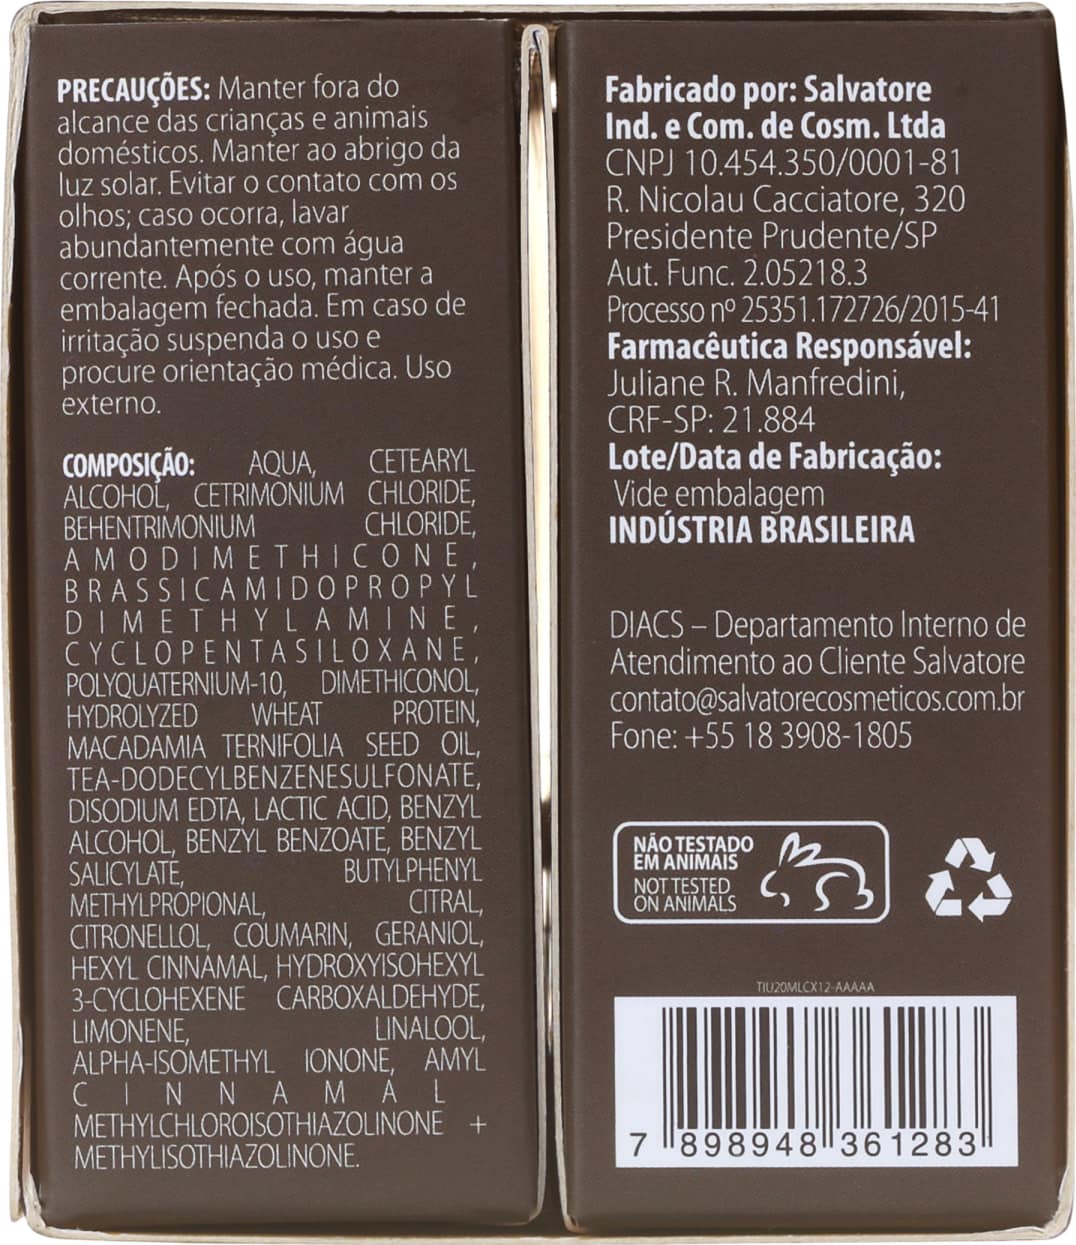 PRECAUÇÕES: Manter fora do
alcance das crianças e animais
domésticos. Manter ao abrigo da
luz solar. Evitar o contato com os
olhos; caso ocorra, lavar
abundantemente com água
corrente. Após o uso, manter a
embalagem fechada. Em caso de
irritação suspenda o uso e
procure orientação médica. Uso
externo.
COMPOSIÇÃO: AQUA, CETEARYL
ALCOHOL, CETRIMONIUM CHLORIDE,
BEHENTRIMONIUM CHLORIDE,
AMODIMETHICONE,
BRASSICAMIDOPROPYL
DIMETHYLAMINE,
CYCLOPENTASILOXANE,
POLYQUATERNIUM-10, DIMETHICONOL,
HYDROLYZED WHEAT PROTEIN,
MACADAMIA TERNIFOLIA SEED OIL,
TEA-DODECYLBENZENESULFONATE,
DISODIUM EDTA, LACTIC ACID, BENZYL
ALCOHOL, BENZYL BENZOATE, BENZYL
SALICYLATE, BUTYLPHENYL
METHYLPROPIONAL, CITRAL,
CITRONELLOL, COUMARIN, GERANIOL,
HEXYL CINNAMAL, HYDROXYISOHEXYL
3-CYCLOHEXENE CARBOXALDEHYDE,
LIMONENE, LINALOOL,
ALPHA-ISOMETHYL IONONE, AMYL
CINNAMAL
METHYLCHLOROISOTHIAZOLINONE +
METHYLISOTHIAZOLINONE.
Fabricado por: Salvatore
Ind. e Com. de Cosm. Ltda
CNPJ 10.454.350/0001-81
R. Nicolau Cacciatore, 320
Presidente Prudente/SP
Aut. Func. 2.05218.3
Processo nº 25351.172726/2015-41
Farmacêutica Responsável:
Juliane R. Manfredini,
CRF-SP: 21.884
Lote/Data de Fabricação:
Vide embalagem
INDÚSTRIA BRASILEIRA
DIACS – Departamento Interno de
Atendimento ao Cliente Salvatore
contato@salvatorecosmeticos.com.br
Fone: +55 18 3908-1805
NÃO TESTADO
EM ANIMAIS
NOT TESTED
ON ANIMALS
TIU20MLCX12-AAAAA
7 898948 361283